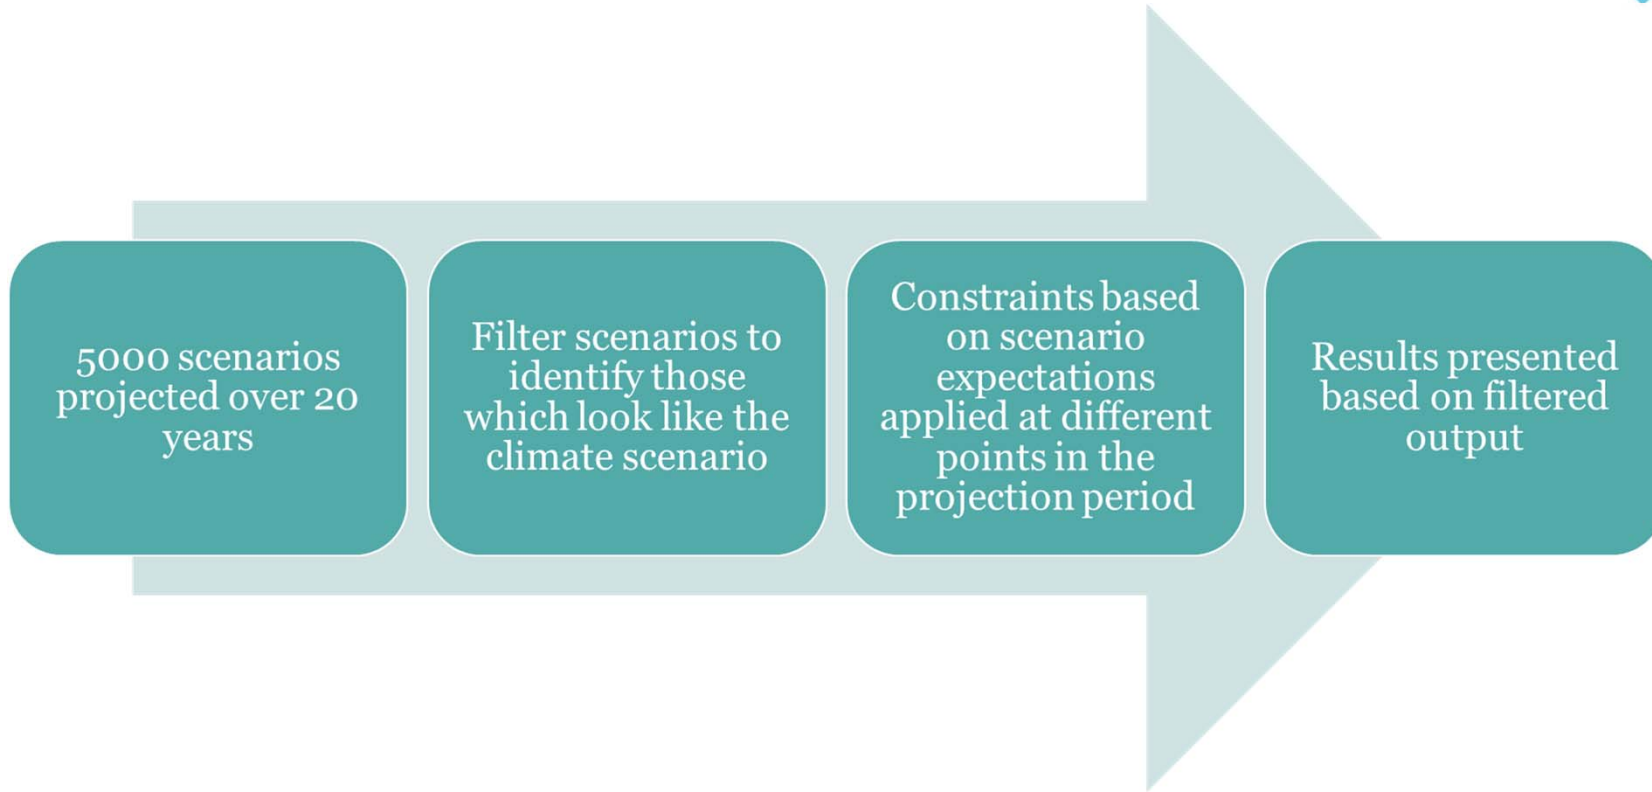 5000 scenarios
projected over 20
years
Filter scenarios to
identify those
which look like the
climate scenario
Constraints based
on scenario
expectations
applied at different
points in the
projection period
Results presented
based on filtered
output